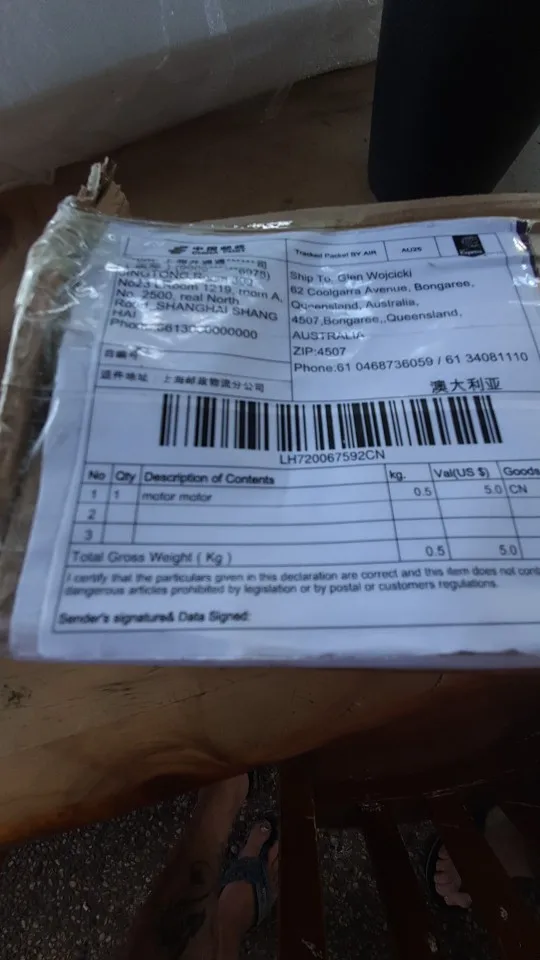 中国邮政
Tracked Packet BY AIR
AU25
No23 Room 1219, room A,
No. 2500, real North
Road, SHANGHAI SHANG
HAI
Ship To: Glen Wojcicki
62 Coolgarra Avenue, Bongaree,
Queensland, Australia,
4507,Bongaree,,Queensland,
AUSTRALIA
ZIP:4507
Phone:61 0468736059 / 61 34081110
上海邮政物流分公司
澳大利亚
LH720067592CN
No Qty Description of Contents kg. Val(US $) Goods
1 1 motor motor 0.5 5.0 CN
2
3
Total Gross Weight ( Kg ) 0.5 5.0
I certify that the particulars given in this declaration are correct and this item does not cont
dangerous articles prohibited by legislation or by postal or customers regulations.
Sender's signature& Data Signed: